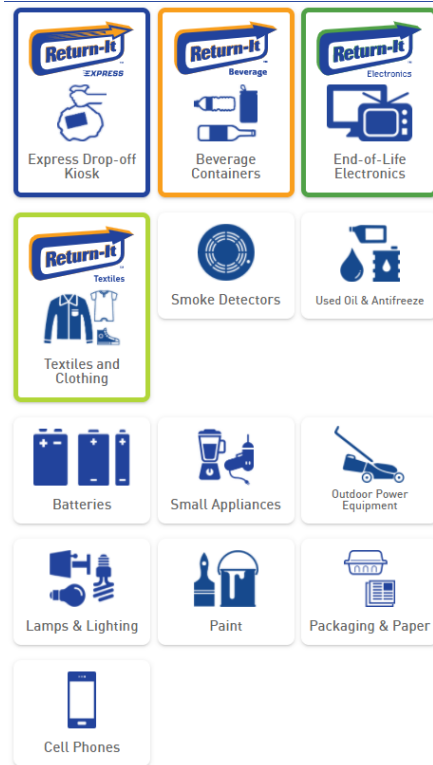 Return-It
EXPRESS
Express Drop-off
Kiosk
Return-It
Beverage
Beverage
Containers
Return-It
Electronics
End-of-Life
Electronics
Return-It
Textiles
Textiles and
Clothing
Smoke Detectors
Used Oil & Antifreeze
Batteries
Small Appliances
Outdoor Power
Equipment
Lamps & Lighting
Paint
Packaging & Paper
Cell Phones